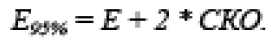 E₉₅% = E + 2 * СКО.